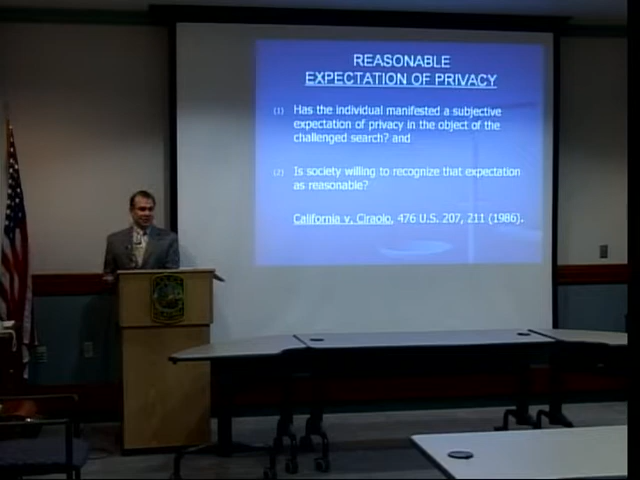 REASONABLE
EXPECTATION OF PRIVACY
(1) Has the individual manifested a subjective
expectation of privacy in the object of the
challenged search? and
(2) Is society willing to recognize that expectation
as reasonable?
California v. Ciraolo, 476 U.S. 207, 211 (1986).